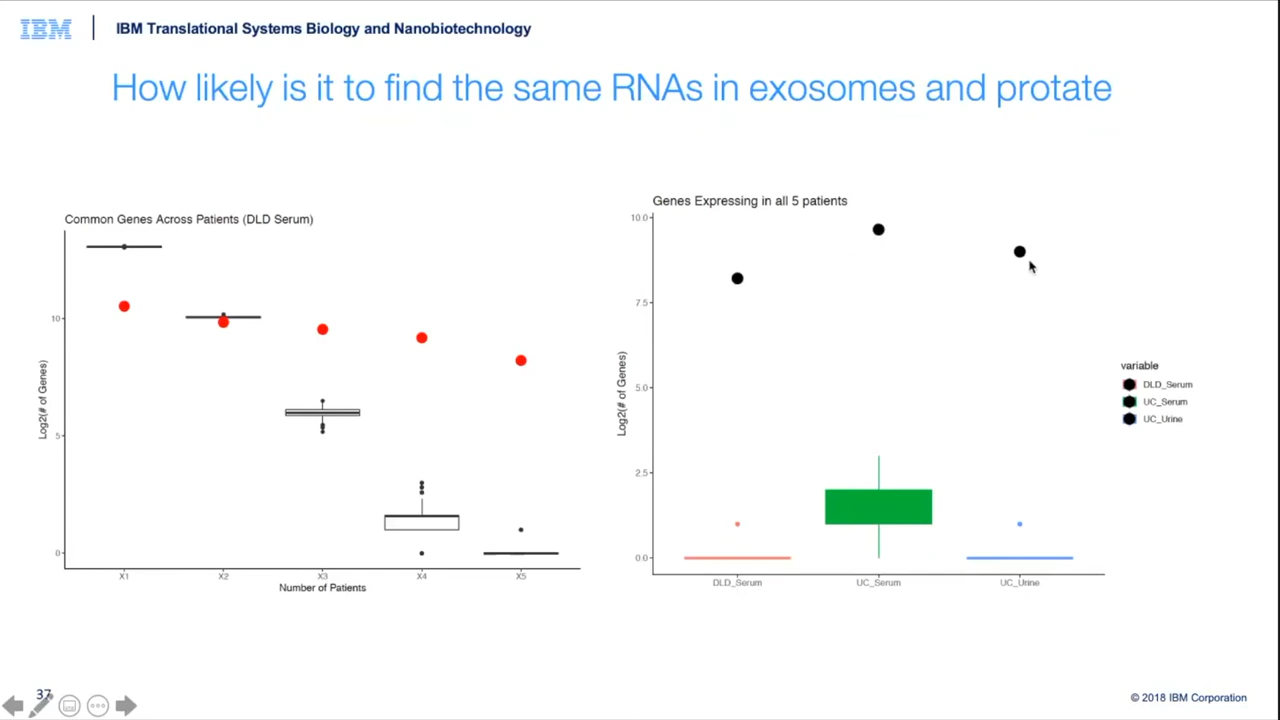 IBM
IBM Translational Systems Biology and Nanobiotechnology
How likely is it to find the same RNAs in exosomes and protate
Common Genes Across Patients (DLD Serum)
Log2(# of Genes)
10
5
0
X1 X2 X3 X4 X5
Number of Patients
Genes Expressing in all 5 patients
Log2(# of Genes)
10.0
7.5
5.0
2.5
0.0
DLD_Serum UC_Serum UC_Urine
variable
DLD_Serum
UC_Serum
UC_Urine
37
© 2018 IBM Corporation